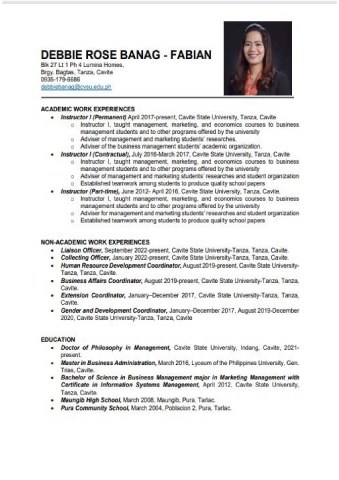 DEBBIE ROSE BANAG - FABIAN
Blk 27 Lt 1 Ph 4 Lumina Homes,
Brgy. Bagtas, Tanza, Cavite
0935-179-6686
debbiebanag@cvsu.edu.ph
ACADEMIC WORK EXPERIENCES
• Instructor I (Permanent) April 2017-present, Cavite State University, Tanza, Cavite
o Instructor I, taught management, marketing, and economics courses to business
management students and to other programs offered by the university
o Adviser of management and marketing students' researches.
o Adviser of the business management students' academic organization.
• Instructor I (Contractual), July 2016-March 2017, Cavite State University, Tanza. Cavite
o Instructor I, taught management, marketing, and economics courses to business
management students and to other programs offered by the university
o Adviser of management and marketing students' researches and student organization
o Established teamwork among students to produce quality school papers
• Instructor (Part-time), June 2012- April 2016, Cavite State University, Tanza, Cavite.
o Instructor I, taught management, marketing, and economics courses to business
management students and to other programs offered by the university
o Adviser for management and marketing students' researches and student organization
o Established teamwork among students to produce quality school papers
NON-ACADEMIC WORK EXPERIENCES
• Liaison Officer, September 2022-present, Cavite State University-Tanza, Tanza, Cavite.
• Collecting Officer, January 2022-present, Cavite State University-Tanza, Tanza, Cavite.
• Human Resource Development Coordinator, August 2019-present, Cavite State University-
Tanza, Tanza, Cavite.
• Business Affairs Coordinator, August 2019-present, Cavite State University-Tanza, Tanza,
Cavite.
• Extension Coordinator, January–December 2017, Cavite State University-Tanza, Tanza,
Cavite.
• Gender and Development Coordinator, January–December 2017, August 2019-December
2020, Cavite State University-Tanza, Tanza, Cavite
EDUCATION
• Doctor of Philosophy in Management, Cavite State University, Indang, Cavite, 2021-
present.
• Master in Business Administration, March 2016, Lyceum of the Philippines University, Gen.
Trias, Cavite.
• Bachelor of Science in Business Management major in Marketing Management with
Certificate in Information Systems Management, April 2012, Cavite State University,
Tanza, Cavite.
• Maungib High School, March 2008. Maungib, Pura, Tarlac.
• Pura Community School, March 2004, Poblacion 2, Pura, Tarlac.